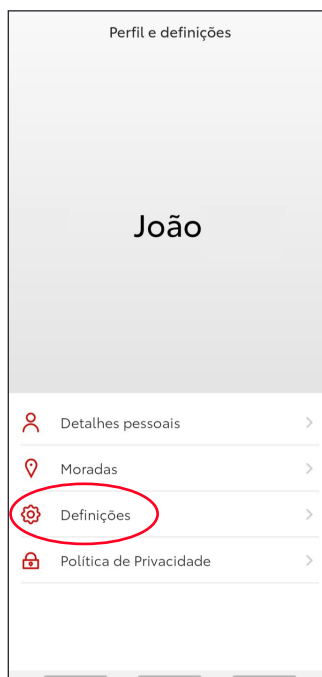 Perfil e definições
João
Detalhes pessoais
Moradas
Definições
Política de Privacidade